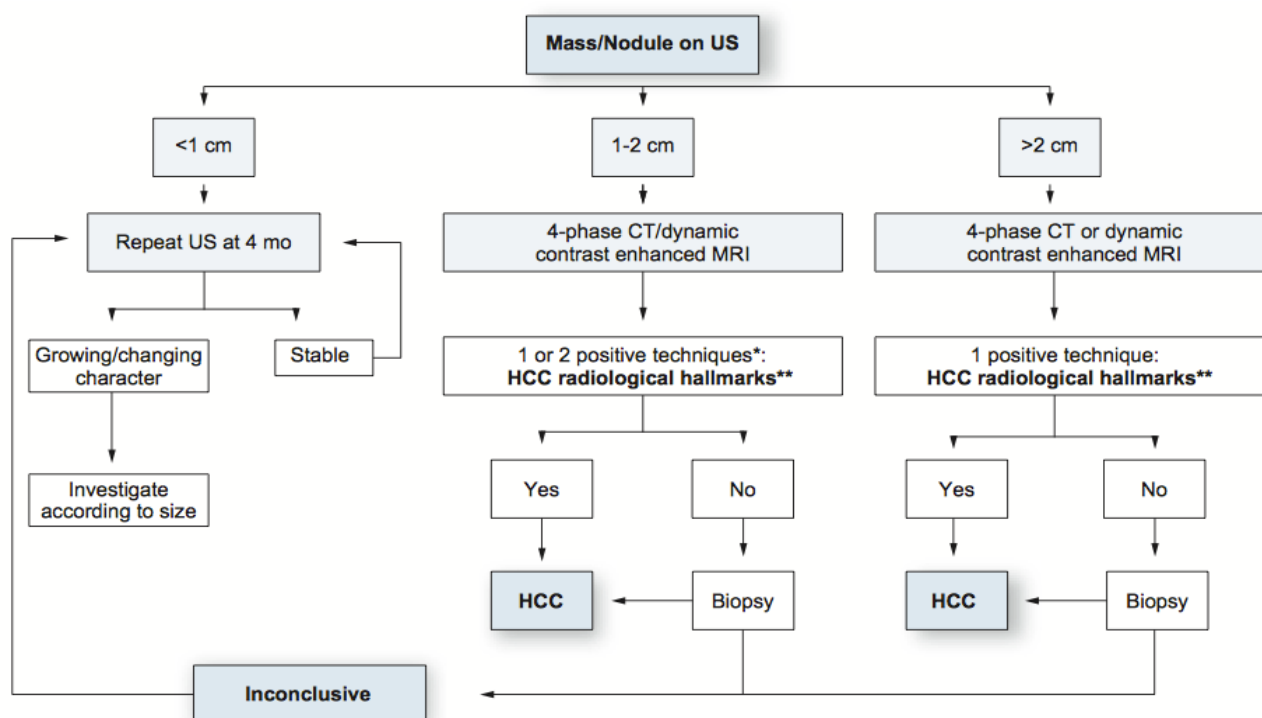 Mass/Nodule on US
<1 cm
1-2 cm
>2 cm
Repeat US at 4 mo
4-phase CT/dynamic
contrast enhanced MRI
4-phase CT or dynamic
contrast enhanced MRI
Growing/changing
character
Stable
1 or 2 positive techniques*:
HCC radiological hallmarks**
1 positive technique:
HCC radiological hallmarks**
Investigate
according to size
Yes
No
Yes
No
HCC
Biopsy
HCC
Biopsy
Inconclusive